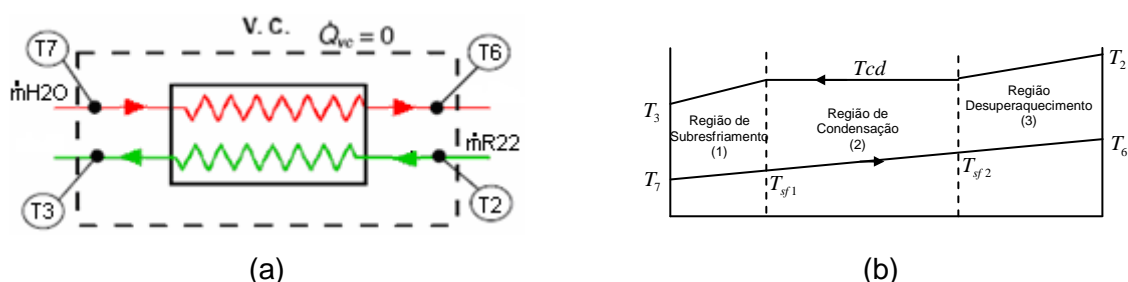 V. C.
Q̇vc = 0
T7
T6
ṁH2O
ṁR22
T3
T2
(a)
T2
Tcd
T3
Região de
Subresfriamento
(1)
Região de
Condensação
(2)
Região
Desuperaquecimento
(3)
T6
T7
Tsf1
Tsf2
(b)